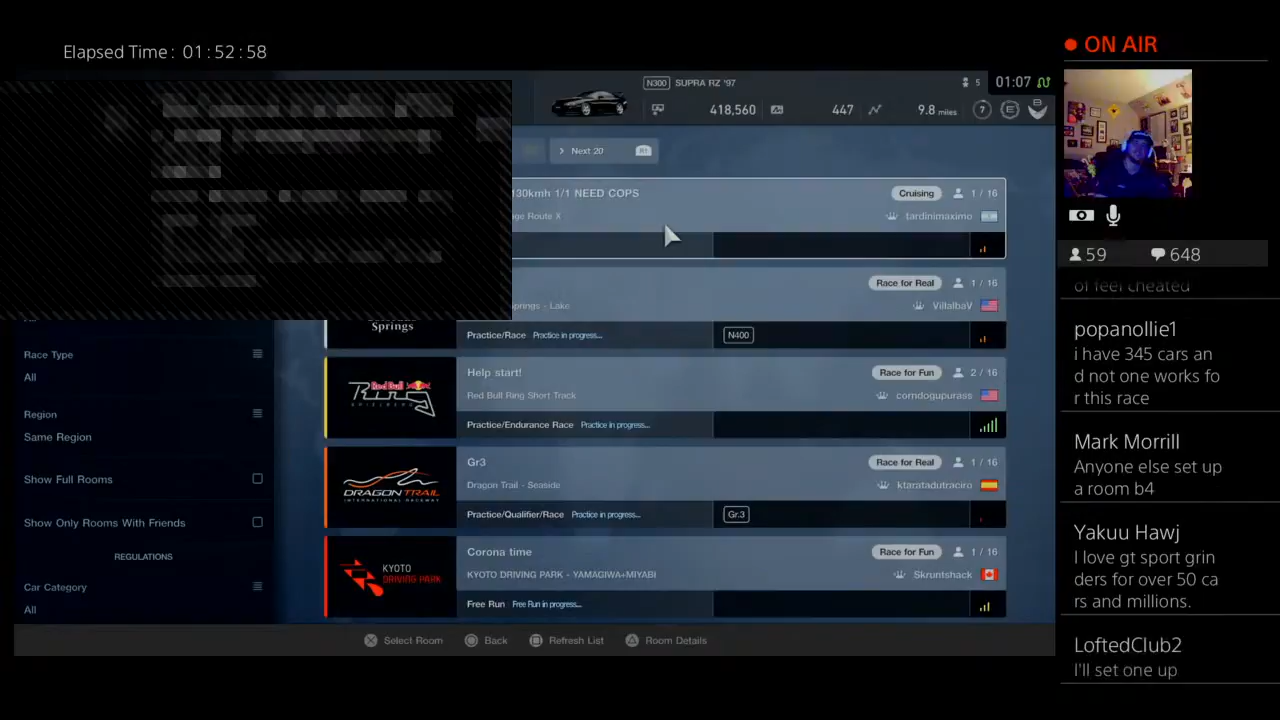 Elapsed Time: 01:52:58
ON AIR
N300 SUPRA RZ '97
5
01:07
418,560
447
9.8 miles
7
E
B
Next 20
R1
130kmh 1/1 NEED COPS
Cruising
1 / 16
Route X
tardinimaximo
Race for Real
1 / 16
Springs - Lake
VillalbaV
Springs
Practice/Race Practice in progress...
N400
Race Type
All
Red Bull
Ring
SPIELBERG
Help start!
Race for Fun
2 / 16
Red Bull Ring Short Track
corndogupurass
Practice/Endurance Race Practice in progress...
Region
Same Region
Show Full Rooms
Show Only Rooms With Friends
REGULATIONS
Car Category
All
DRAGON TRAIL
INTERNATIONAL RACEWAY
Gr3
Race for Real
1 / 16
Dragon Trail - Seaside
ktaratadutraciro
Practice/Qualifier/Race Practice in progress...
Gr.3
KYOTO
DRIVING PARK
Corona time
Race for Fun
1 / 16
KYOTO DRIVING PARK - YAMAGIWA+MIYABI
Skruntshack
Free Run Free Run in progress...
Select Room
Back
Refresh List
Room Details
59
648
of feel cheated
popanollie1
i have 345 cars an
d not one works fo
r this race
Mark Morrill
Anyone else set up
a room b4
Yakuu Hawj
I love gt sport grin
ders for over 50 ca
rs and millions.
LoftedClub2
I'll set one up